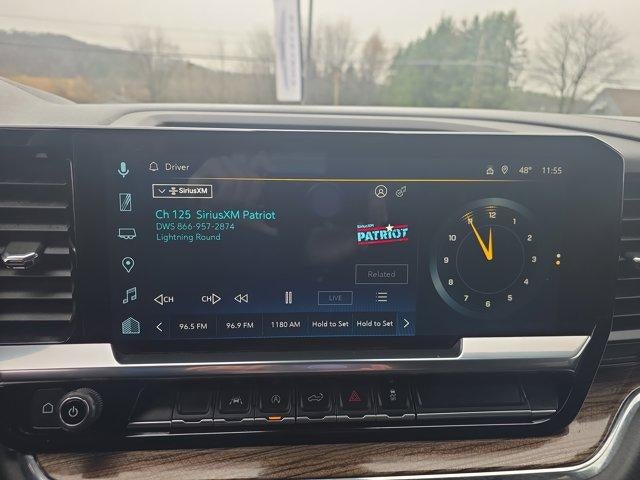 Driver
48° 11:55
SiriusXM
Ch 125 SiriusXM Patriot
DWS 866-957-2874
Lightning Round
SiriusXM
PATRIOT
Related
CH CH LIVE
96.5 FM 96.9 FM 1180 AM Hold to Set Hold to Set
12
1
2
3
4
5
6
7
8
9
10
11